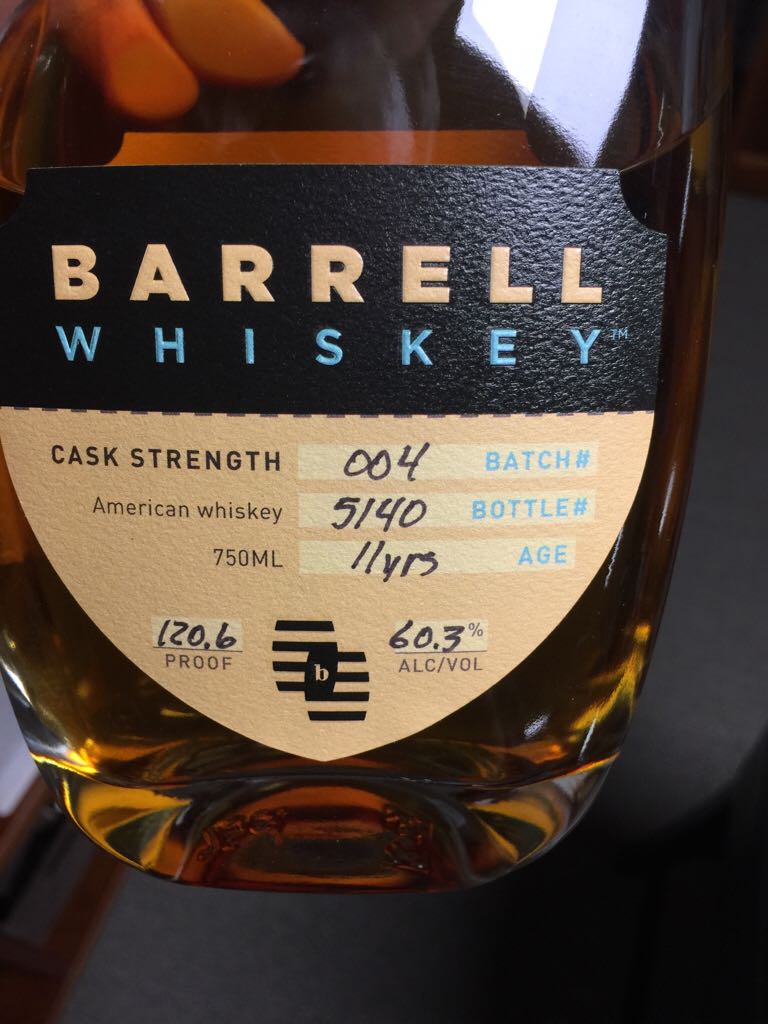 BARRELL
WHISKEY™
CASK STRENGTH 004 BATCH#
American whiskey 5140 BOTTLE#
750ML 11yrs AGE
120.6 60.3%
PROOF b ALC/VOL